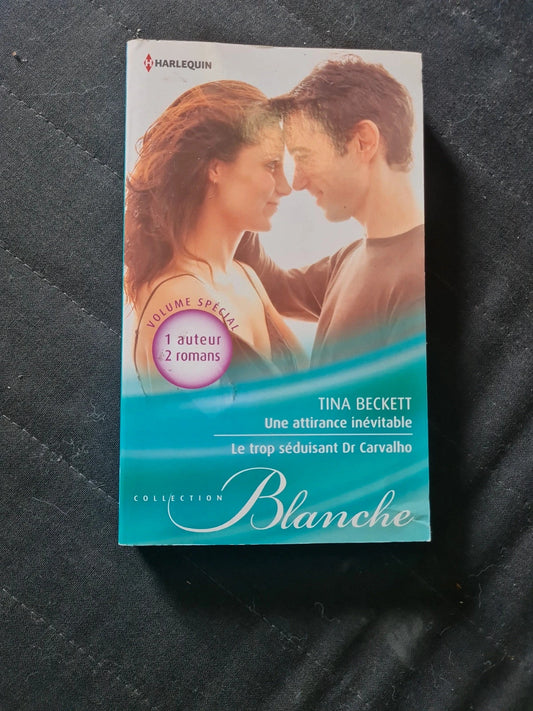 HARLEQUIN
VOLUME SPÉCIAL
1 auteur
2 romans
TINA BECKETT
Une attirance inévitable
Le trop séduisant Dr Carvalho
COLLECTION
Blanche